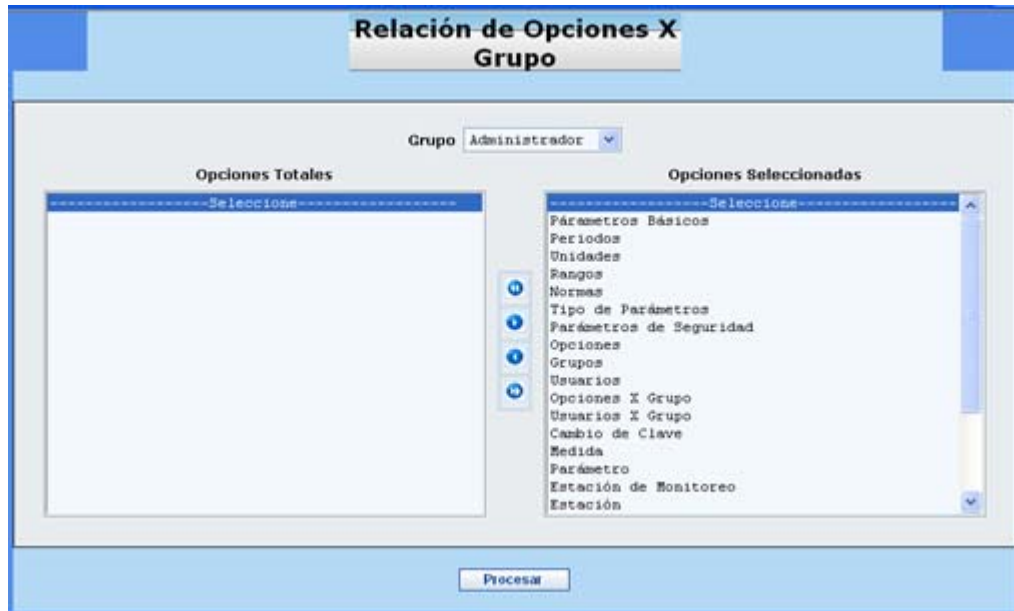 Relación de Opciones X
Grupo
Grupo Administrador
Opciones Totales
Opciones Seleccionadas
------------------Seleccione------------------
------------------Seleccione------------------
Párametros Básicos
Periodos
Unidades
Rangos
Normas
Tipo de Parámetros
Parámetros de Seguridad
Opciones
Grupos
Usuarios
Opciones X Grupo
Usuarios X Grupo
Cambio de Clave
Medida
Parámetro
Estación de Monitoreo
Estación
Procesar